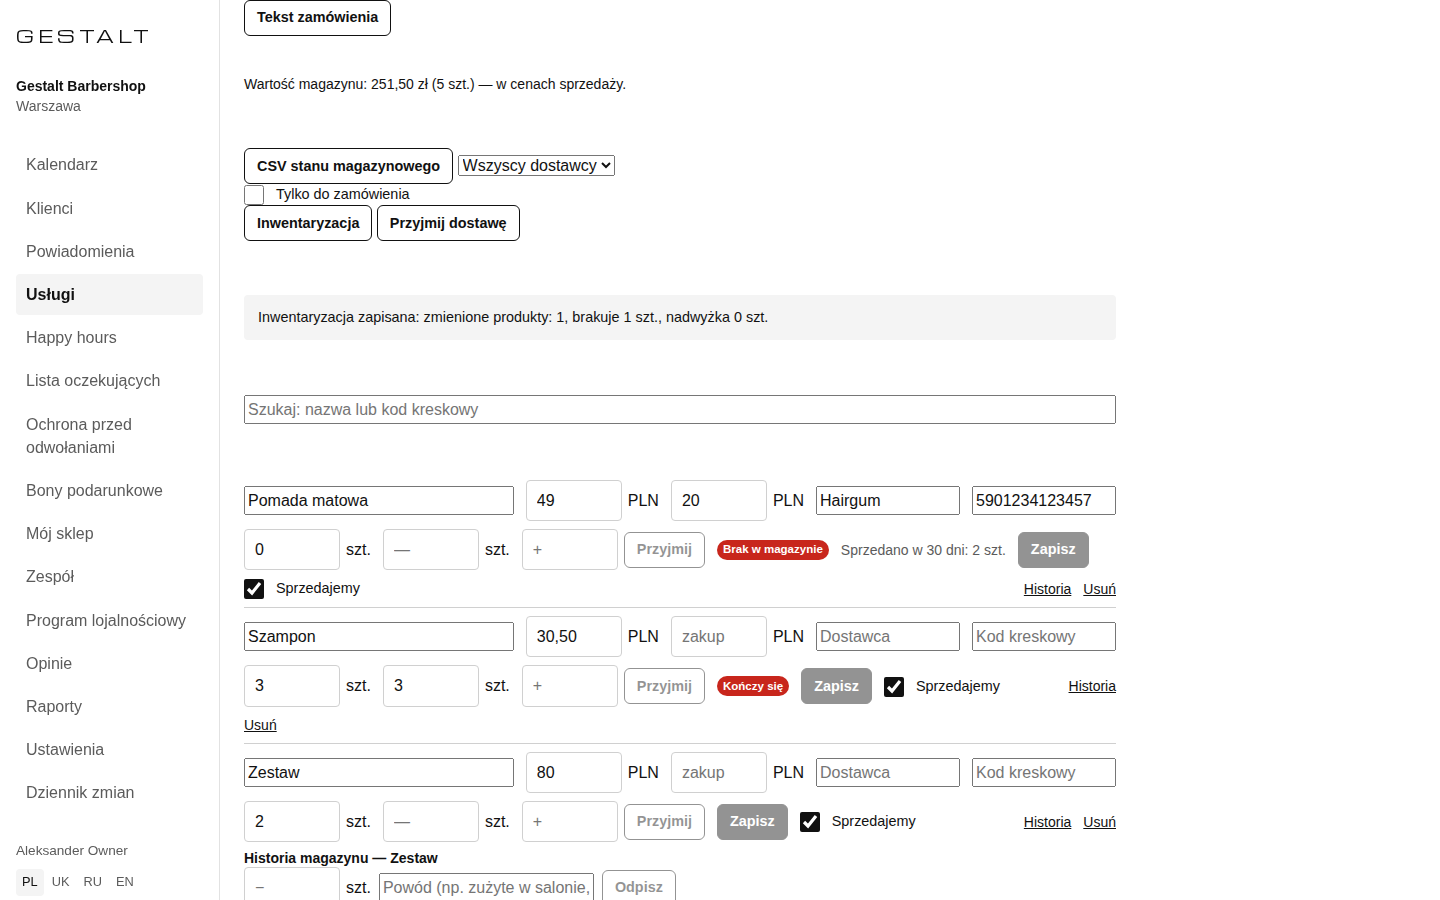 GESTALT
Gestalt Barbershop
Warszawa
Kalendarz
Klienci
Powiadomienia
Usługi
Happy hours
Lista oczekujących
Ochrona przed
odwołaniami
Bony podarunkowe
Mój sklep
Zespół
Program lojalnościowy
Opinie
Raporty
Ustawienia
Dziennik zmian
Aleksander Owner
PL UK RU EN
Tekst zamówienia
Wartość magazynu: 251,50 zł (5 szt.) — w cenach sprzedaży.
CSV stanu magazynowego Wszyscy dostawcy
Tylko do zamówienia
Inwentaryzacja Przyjmij dostawę
Inwentaryzacja zapisana: zmienione produkty: 1, brakuje 1 szt., nadwyżka 0 szt.
Szukaj: nazwa lub kod kreskowy
Pomada matowa 49 PLN 20 PLN Hairgum 5901234123457
0 szt. — szt. + Przyjmij Brak w magazynie Sprzedano w 30 dni: 2 szt. Zapisz
Sprzedajemy Historia Usuń
Szampon 30,50 PLN zakup PLN Dostawca Kod kreskowy
3 szt. 3 szt. + Przyjmij Kończy się Zapisz Sprzedajemy Historia
Usuń
Zestaw 80 PLN zakup PLN Dostawca Kod kreskowy
2 szt. — szt. + Przyjmij Zapisz Sprzedajemy Historia Usuń
Historia magazynu — Zestaw
− szt. Powód (np. zużyte w salonie, Odpisz